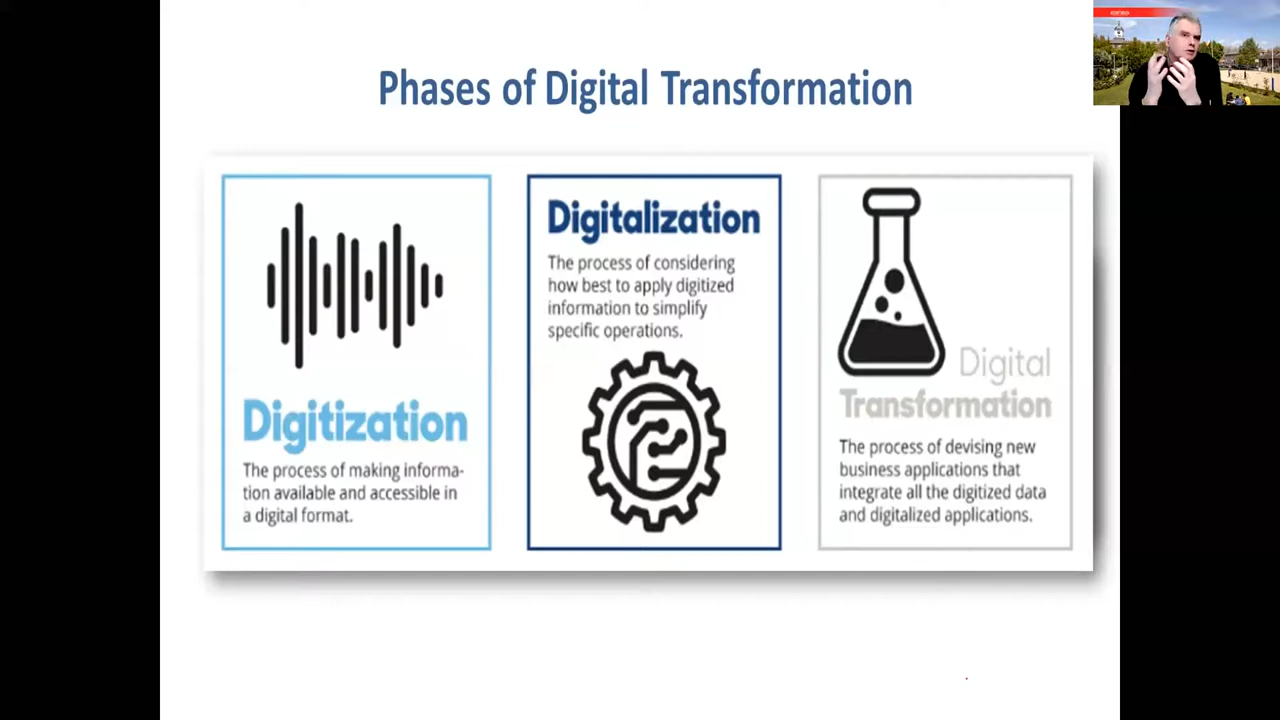 Phases of Digital Transformation
Digitization
The process of making informa-
tion available and accessible in
a digital format.
Digitalization
The process of considering
how best to apply digitized
information to simplify
specific operations.
Digital
Transformation
The process of devising new
business applications that
integrate all the digitized data
and digitalized applications.